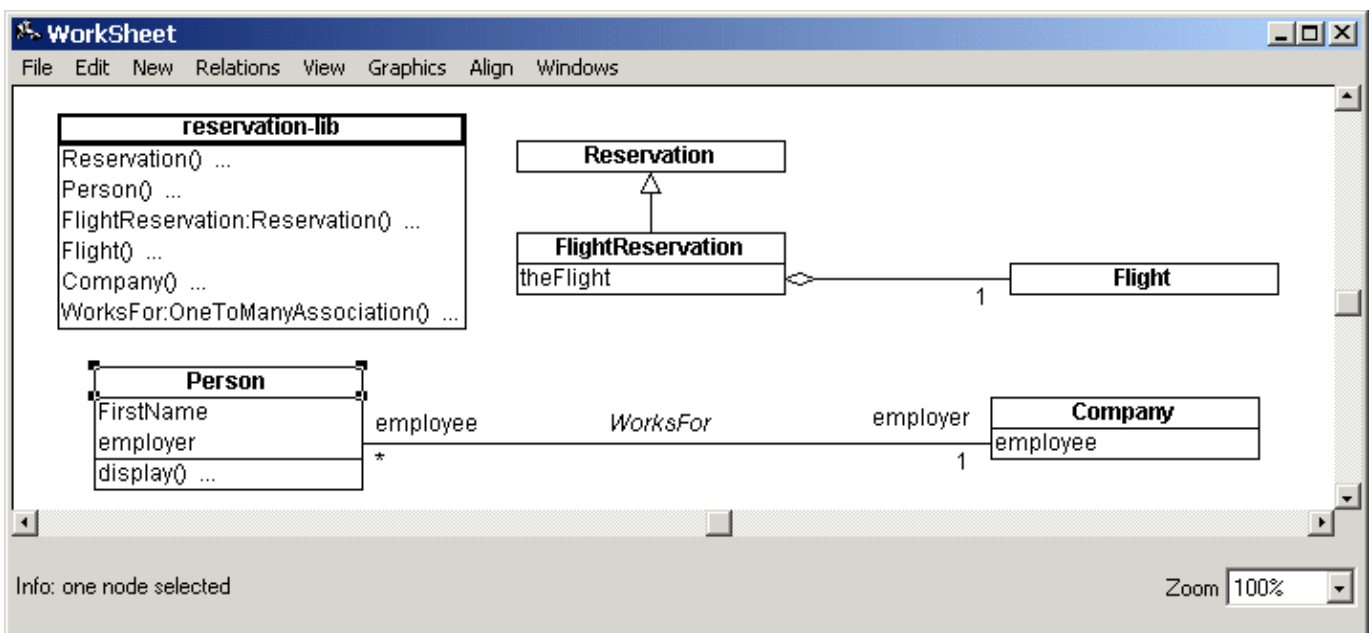 WorkSheet
File Edit New Relations View Graphics Align Windows
reservation-lib
Reservation() ...
Person() ...
FlightReservation:Reservation() ...
Flight() ...
Company() ...
WorksFor:OneToManyAssociation() ...
Reservation
FlightReservation
theFlight
1
Flight
Person
FirstName
employer
display() ...
employee
*
WorksFor
employer
1
Company
employee
Info: one node selected
Zoom 100%